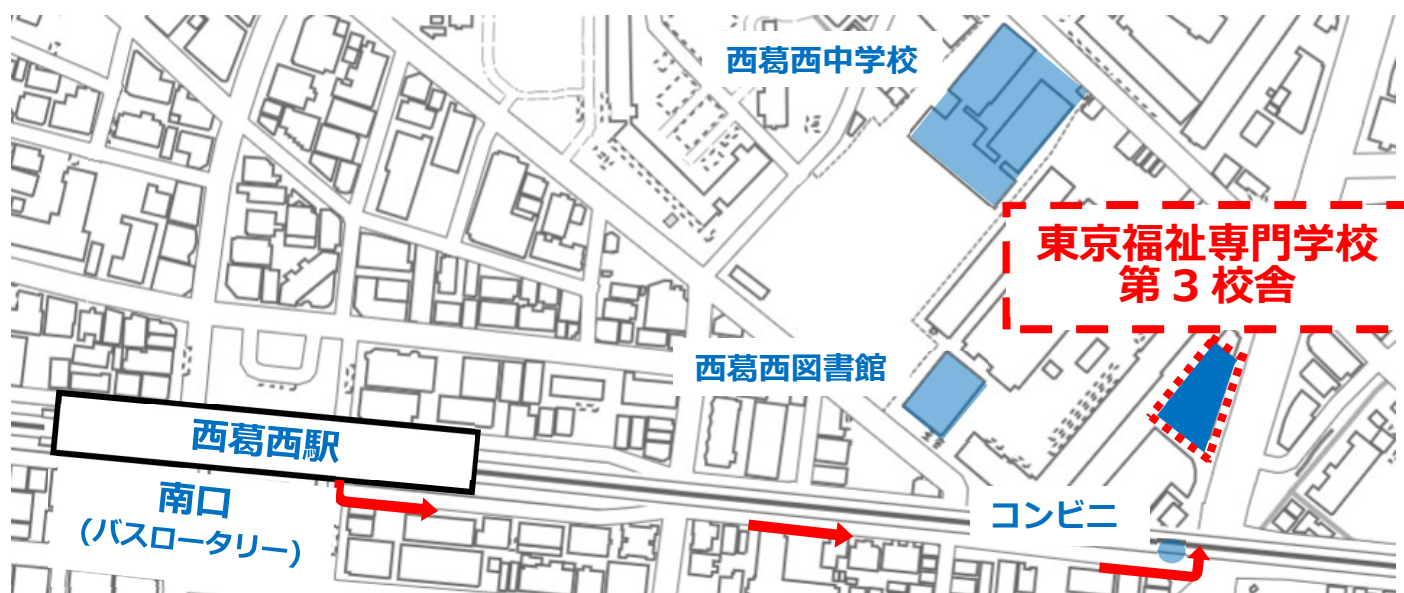 西葛西中学校
東京福祉専門学校
第3校舎
西葛西図書館
西葛西駅
南口
(バスロータリー)
コンビニ